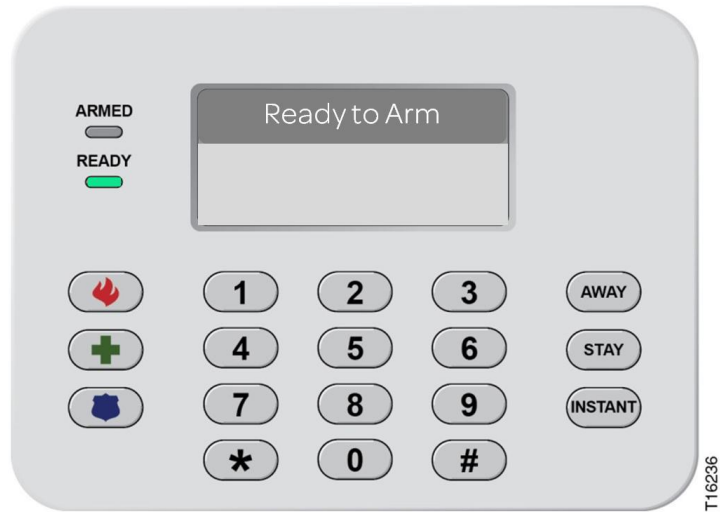 ARMED
Ready to Arm
READY
1 2 3 AWAY
4 5 6 STAY
7 8 9 INSTANT
* 0 #
T16236